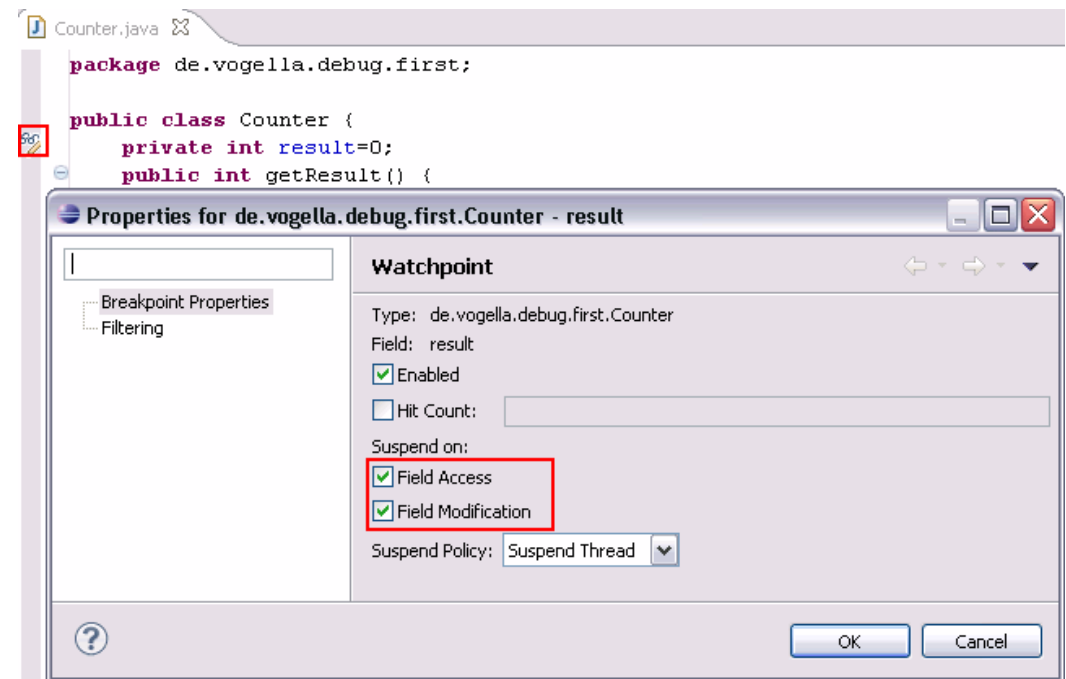 Counter.java
package de.vogella.debug.first;
public class Counter {
private int result=0;
public int getResult() {
Properties for de.vogella.debug.first.Counter - result
Watchpoint
Breakpoint Properties
Filtering
Type: de.vogella.debug.first.Counter
Field: result
Enabled
Hit Count:
Suspend on:
Field Access
Field Modification
Suspend Policy: Suspend Thread
OK Cancel